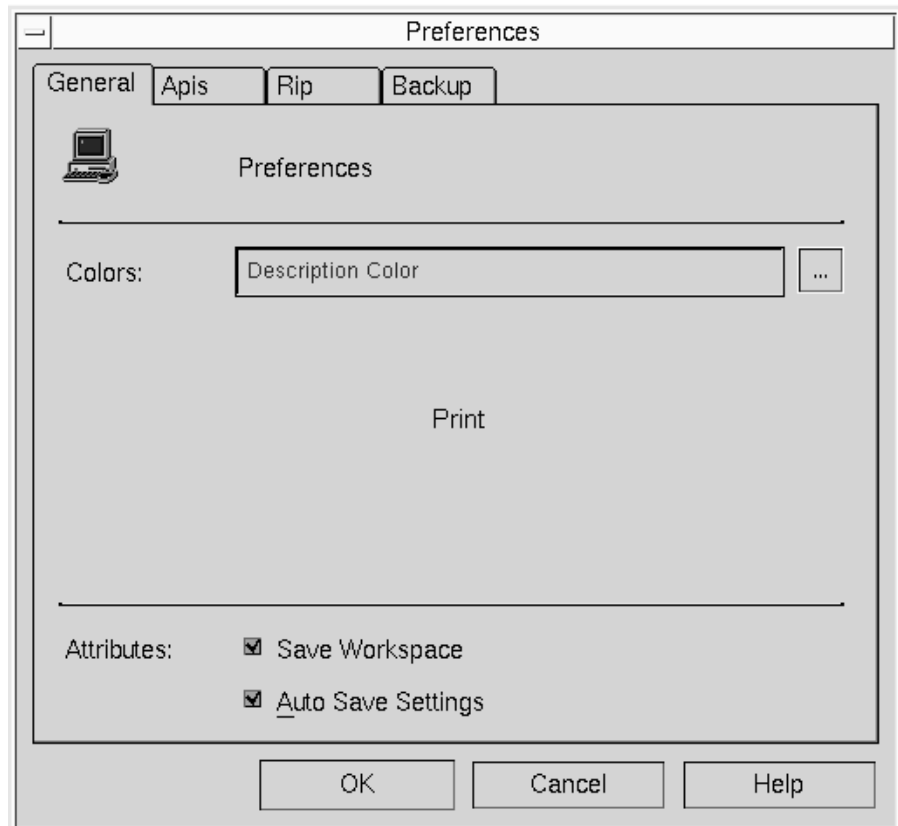 Preferences
General Apis Rip Backup
Preferences
Colors: Description Color ...
Print
Attributes: Save Workspace
Auto Save Settings
OK Cancel Help